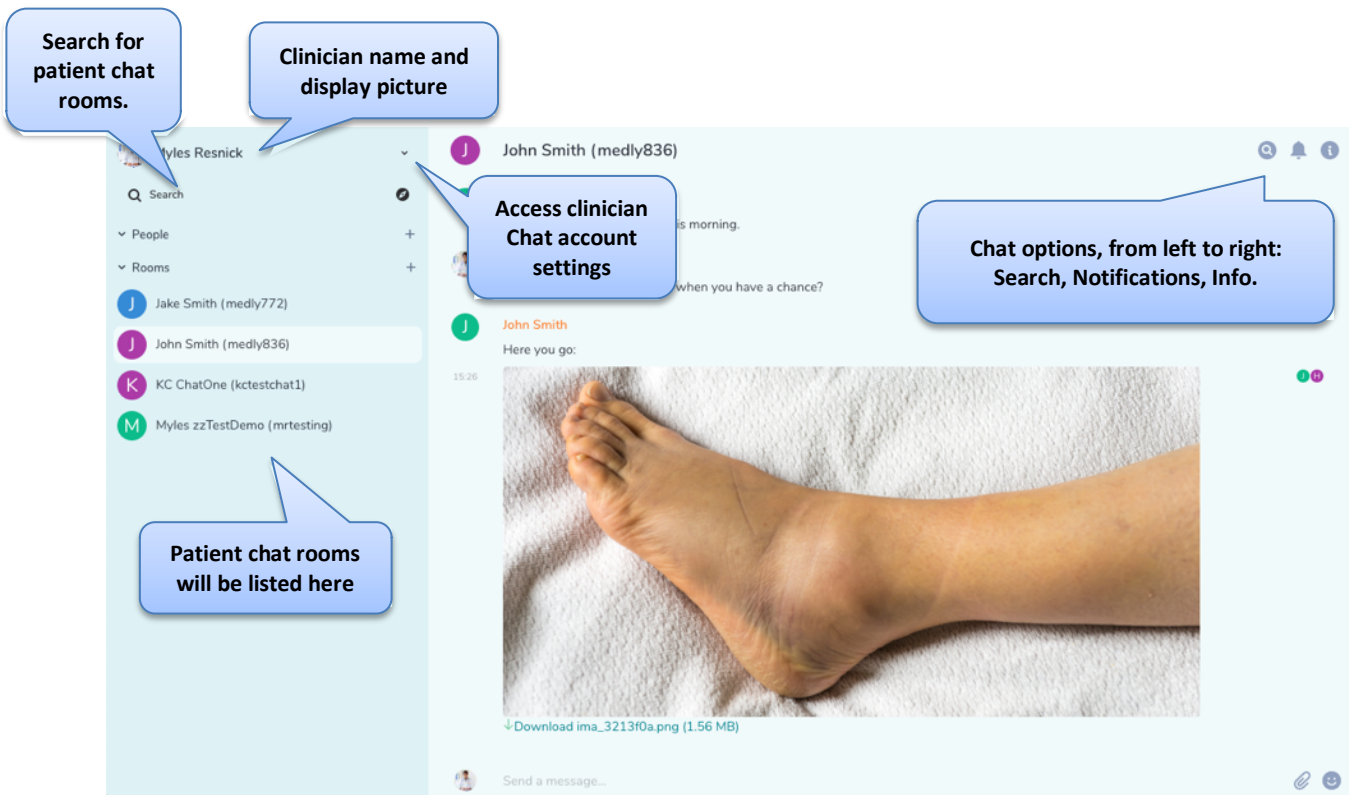 Search for
patient chat
rooms.
Clinician name and
display picture
Myles Resnick
Search
People
Rooms
Jake Smith (medly772)
John Smith (medly836)
KC ChatOne (kctestchat1)
Myles zzTestDemo (mrtesting)
Patient chat rooms
will be listed here
J
John Smith (medly836)
Access clinician
Chat account
settings
Chat options, from left to right:
Search, Notifications, Info.
is morning.
when you have a chance?
J
John Smith
Here you go:
15:26
J H
Download ima_3213f0a.png (1.56 MB)
Send a message...